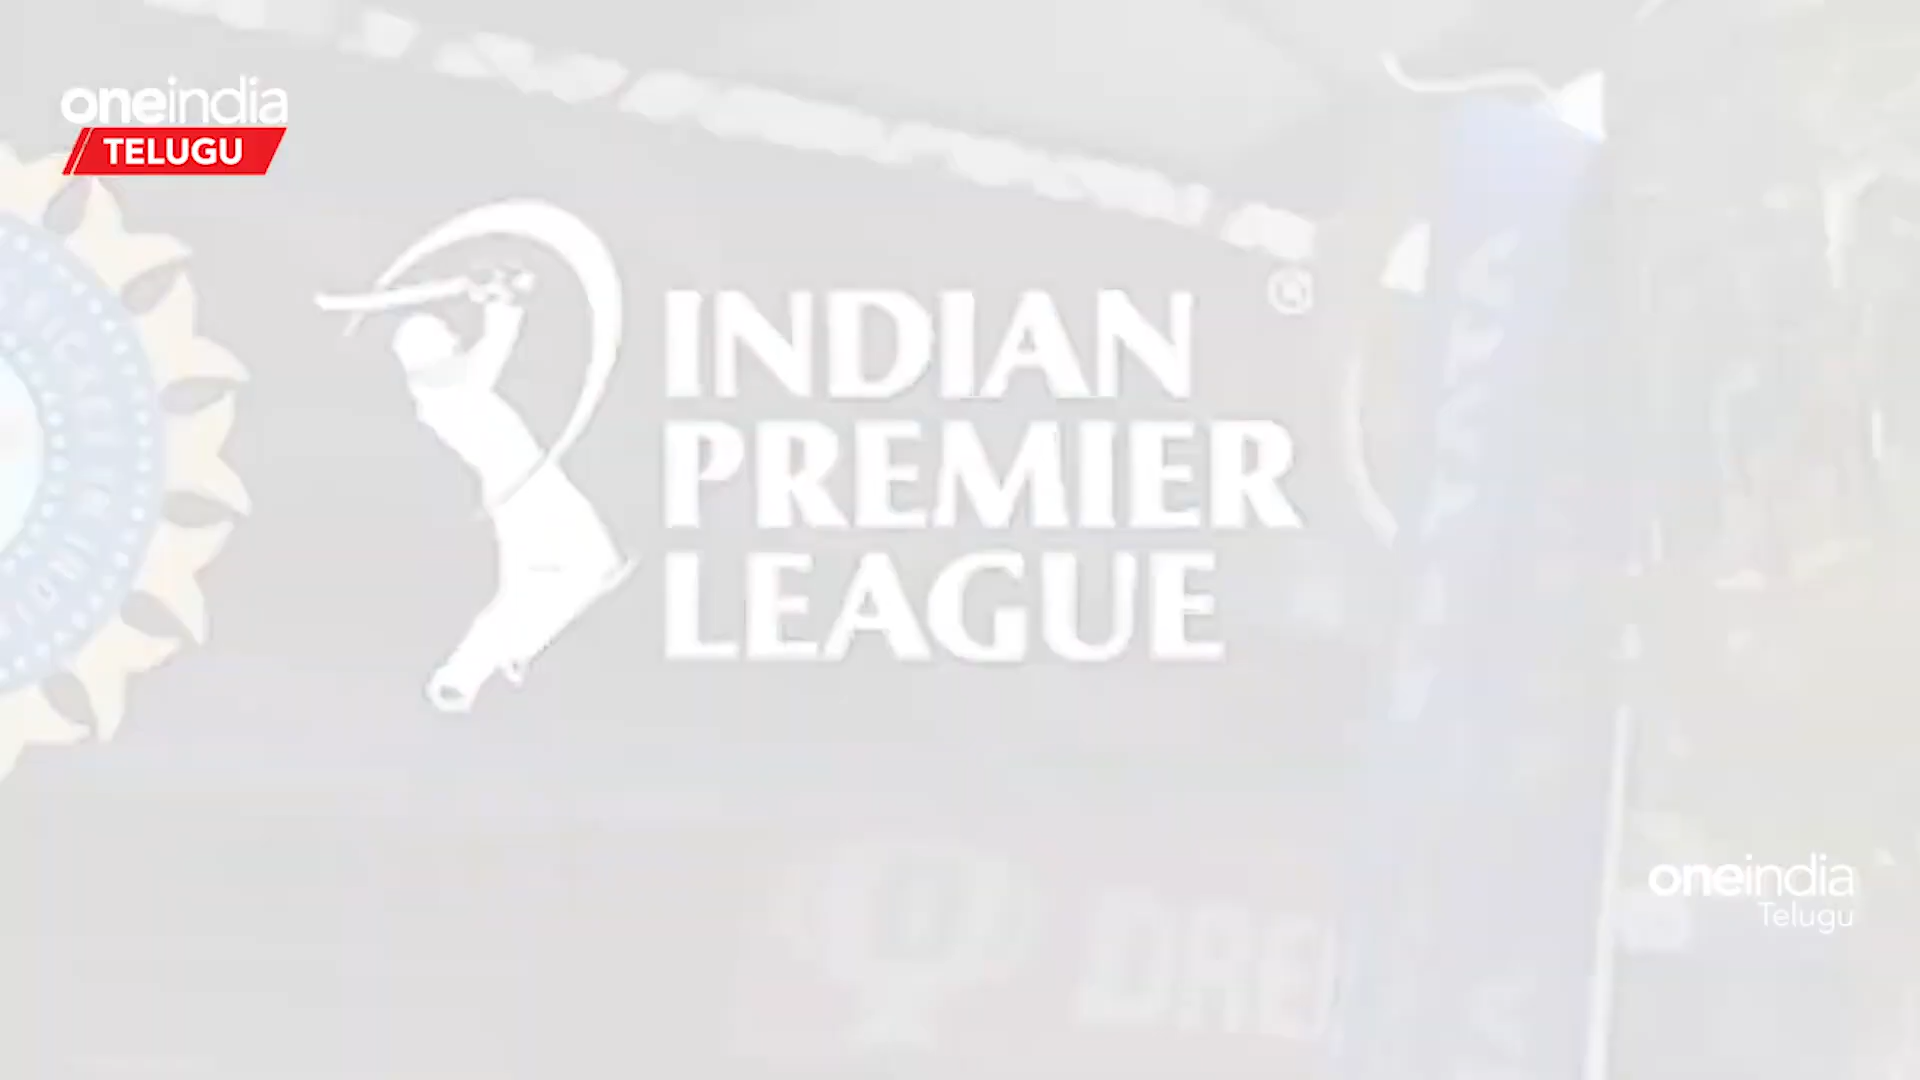 oneindia
TELUGU
INDIAN
PREMIER
LEAGUE
oneindia
Telugu